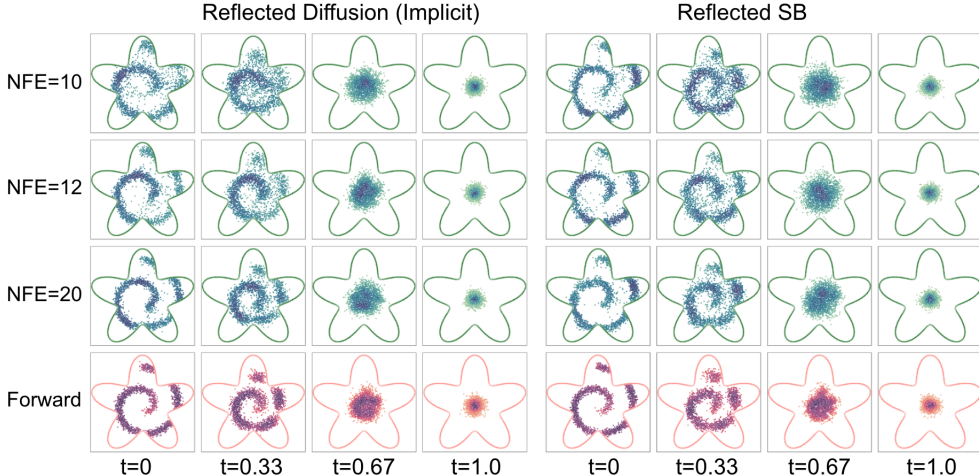 Reflected Diffusion (Implicit) Reflected SB
NFE=10
NFE=12
NFE=20
Forward
t=0 t=0.33 t=0.67 t=1.0 t=0 t=0.33 t=0.67 t=1.0